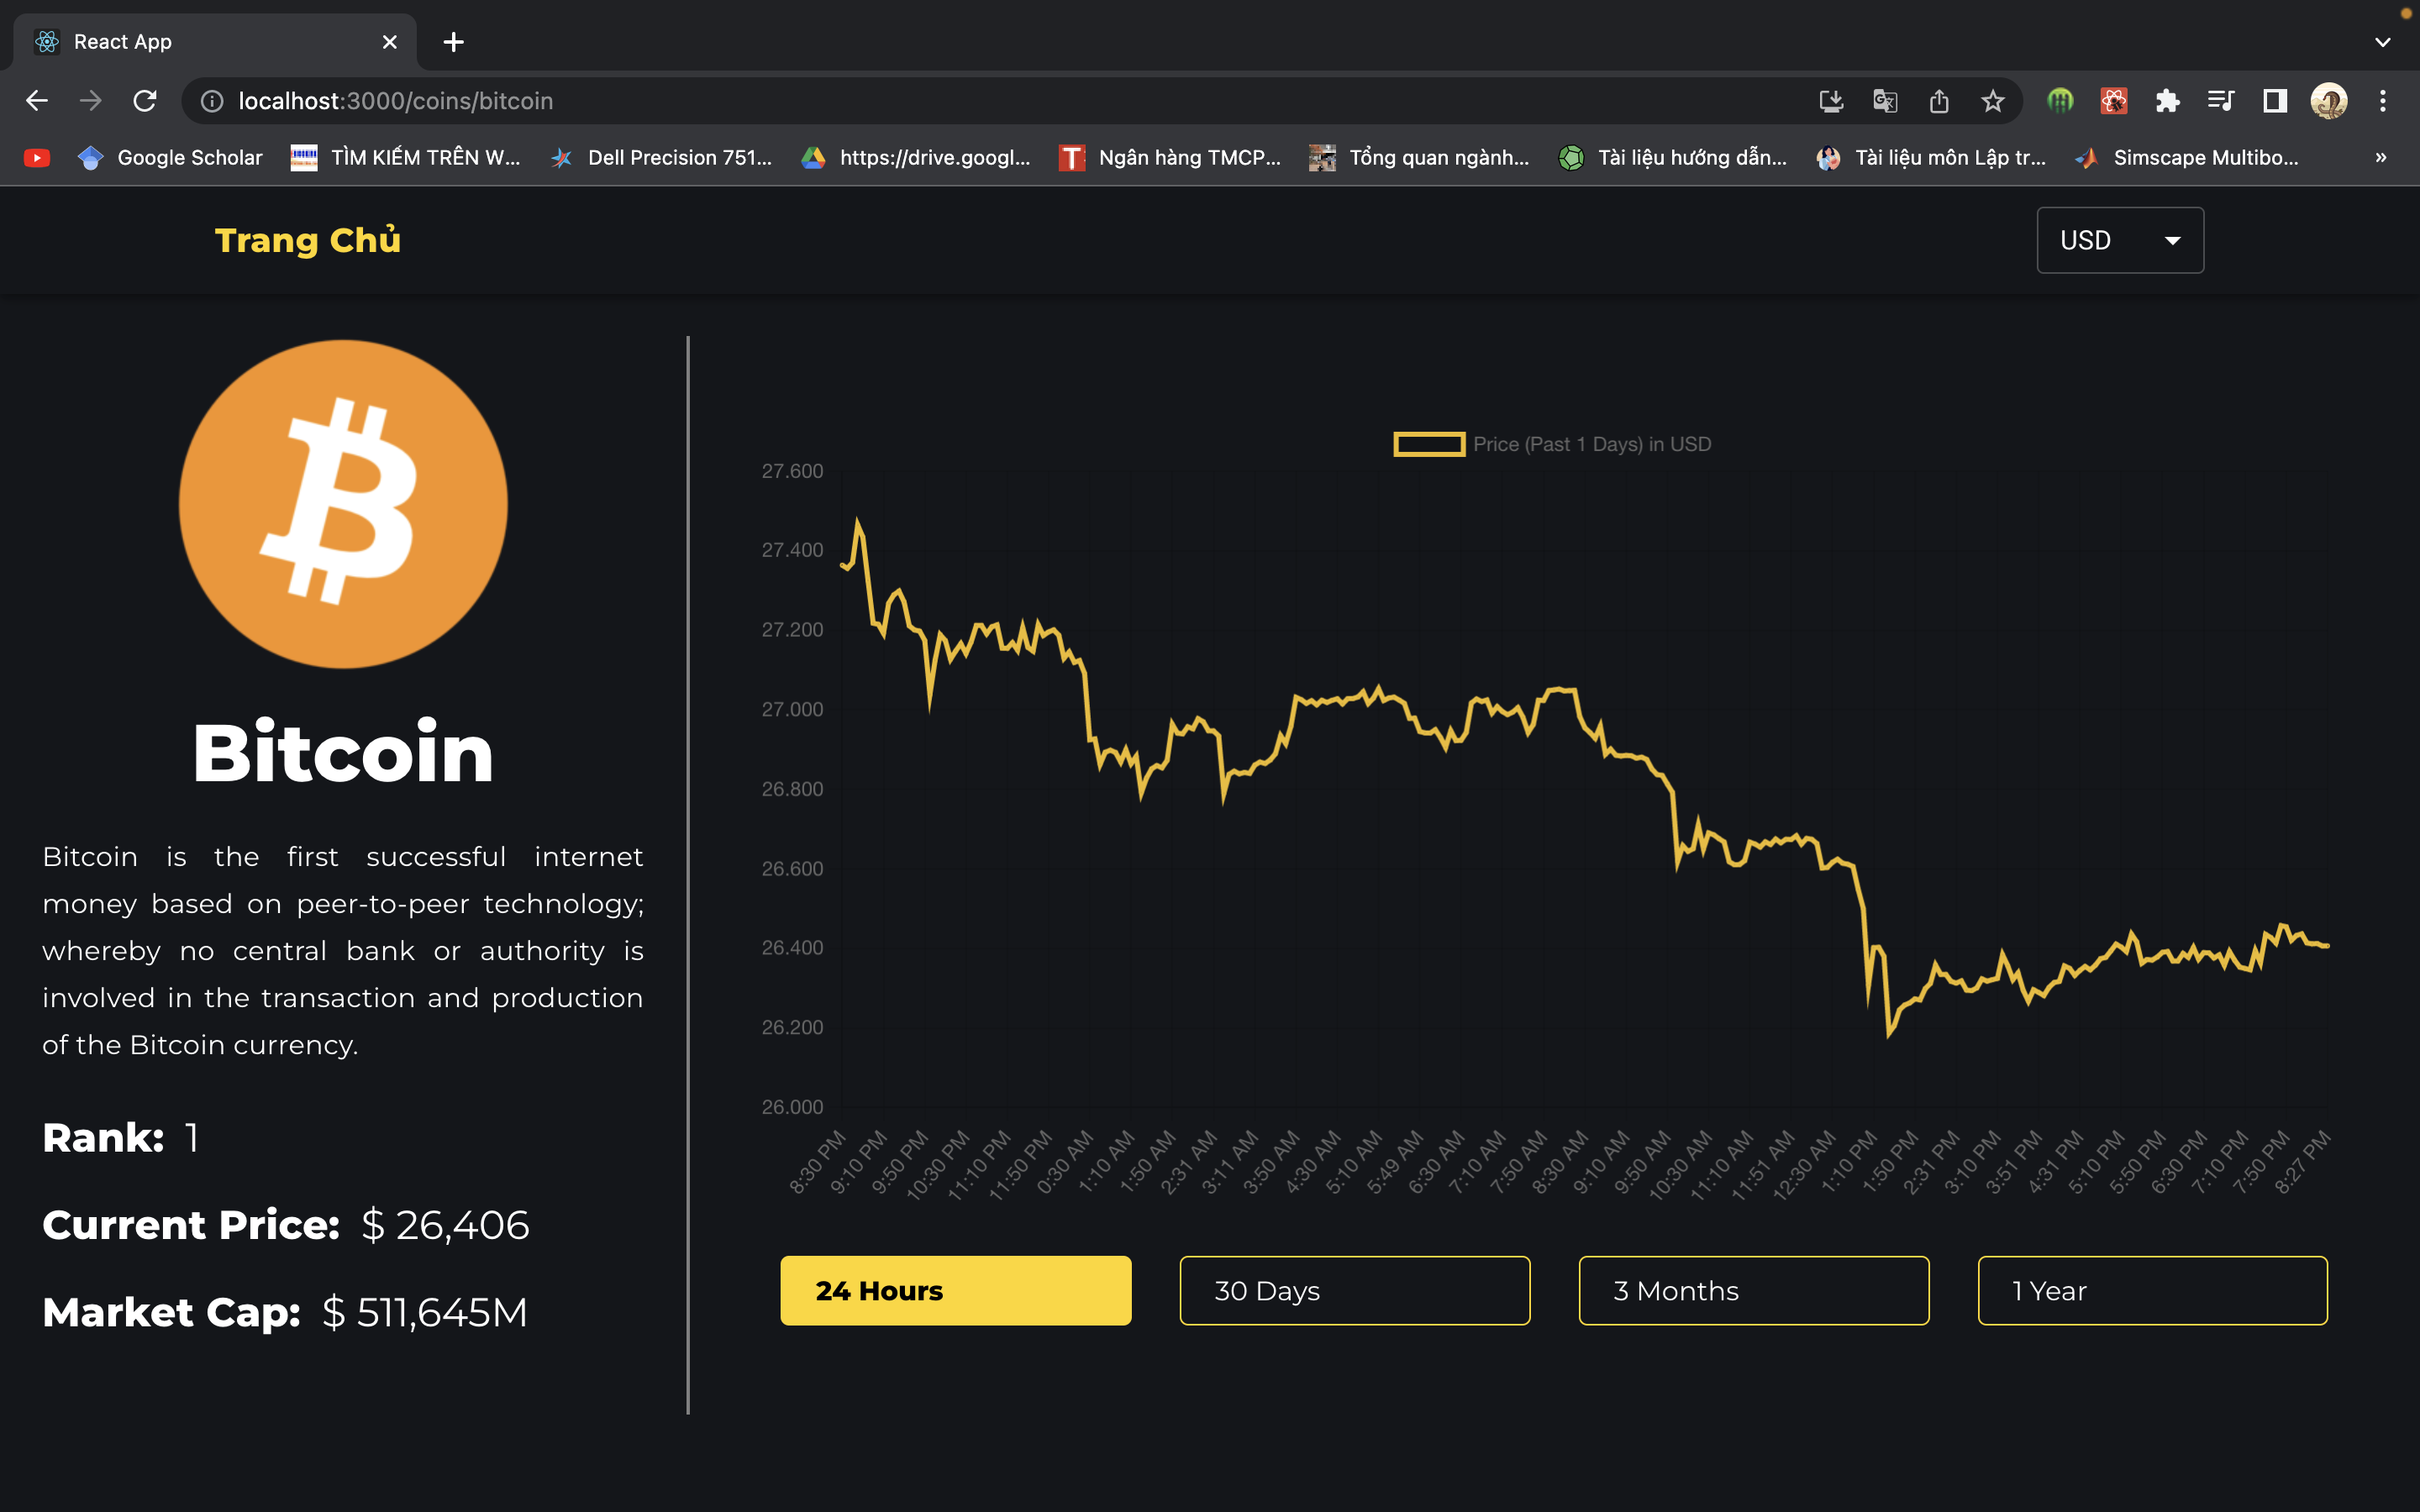 React App
localhost:3000/coins/bitcoin
Google Scholar
TÌM KIẾM TRÊN W...
Dell Precision 751...
https://drive.googl...
Ngân hàng TMCP...
Tổng quan ngành...
Tài liệu hướng dẫn...
Tài liệu môn Lập tr...
Simscape Multibo...
»
Trang Chủ
USD
Bitcoin
Bitcoin is the first successful internet
money based on peer-to-peer technology;
whereby no central bank or authority is
involved in the transaction and production
of the Bitcoin currency.
Rank: 1
Current Price: $ 26,406
Market Cap: $ 511,645M
Price (Past 1 Days) in USD
27.600
27.400
27.200
27.000
26.800
26.600
26.400
26.200
26.000
8:30 PM
9:10 PM
9:50 PM
10:30 PM
11:10 PM
11:50 PM
0:30 AM
1:10 AM
1:50 AM
2:31 AM
3:11 AM
3:50 AM
4:30 AM
5:10 AM
5:49 AM
6:30 AM
7:10 AM
7:50 AM
8:30 AM
9:10 AM
9:50 AM
10:30 AM
11:10 AM
11:51 AM
12:30 AM
1:10 PM
1:50 PM
2:31 PM
3:10 PM
3:51 PM
4:31 PM
5:10 PM
5:50 PM
6:30 PM
7:10 PM
7:50 PM
8:27 PM
24 Hours
30 Days
3 Months
1 Year